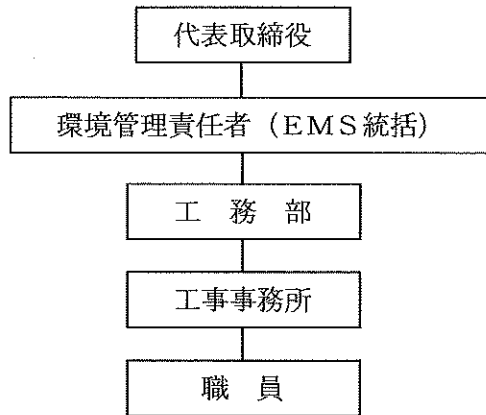 代表取締役
環境管理責任者（ＥＭＳ統括）
工　務　部
工事事務所
職　員